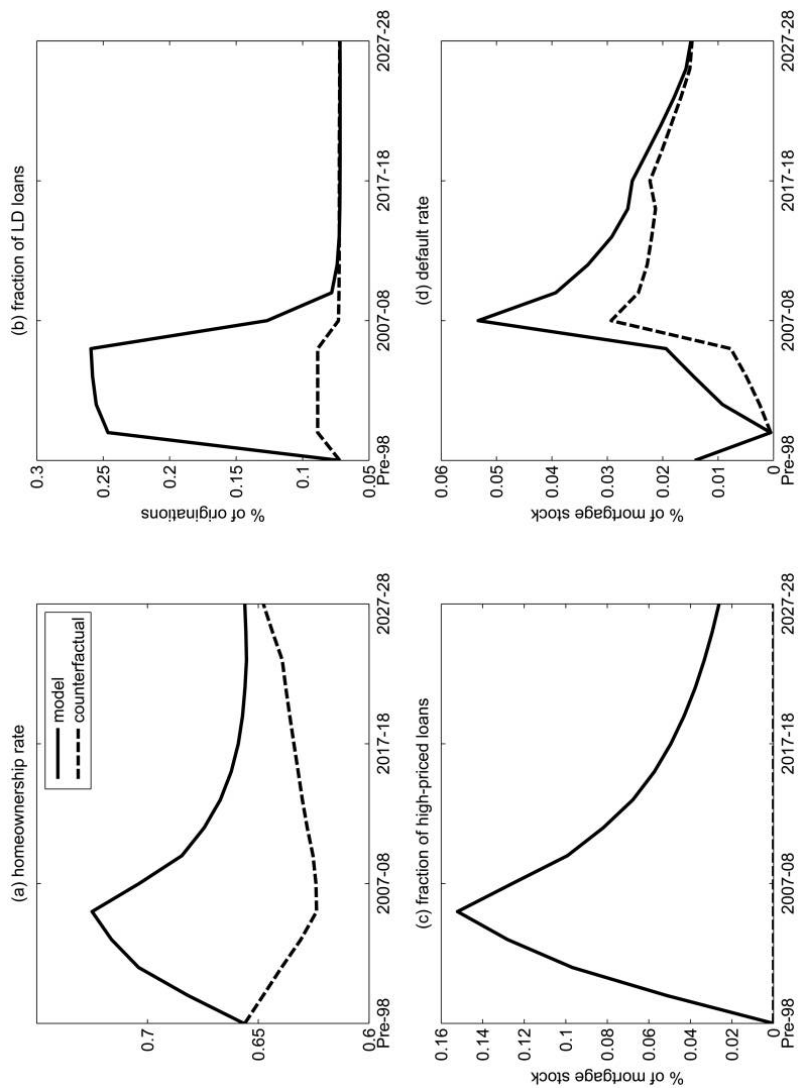 (a) homeownership rate
model
counterfactual
0.7
0.65
0.6
Pre-98
2007-08
2017-18
2027-28
(b) fraction of LD loans
% of originations
0.3
0.25
0.2
0.15
0.1
0.05
Pre-98
2007-08
2017-18
2027-28
(c) fraction of high-priced loans
% of mortgage stock
0.16
0.14
0.12
0.1
0.08
0.06
0.04
0.02
0
Pre-98
2007-08
2017-18
2027-28
(d) default rate
% of mortgage stock
0.06
0.05
0.04
0.03
0.02
0.01
0
Pre-98
2007-08
2017-18
2027-28